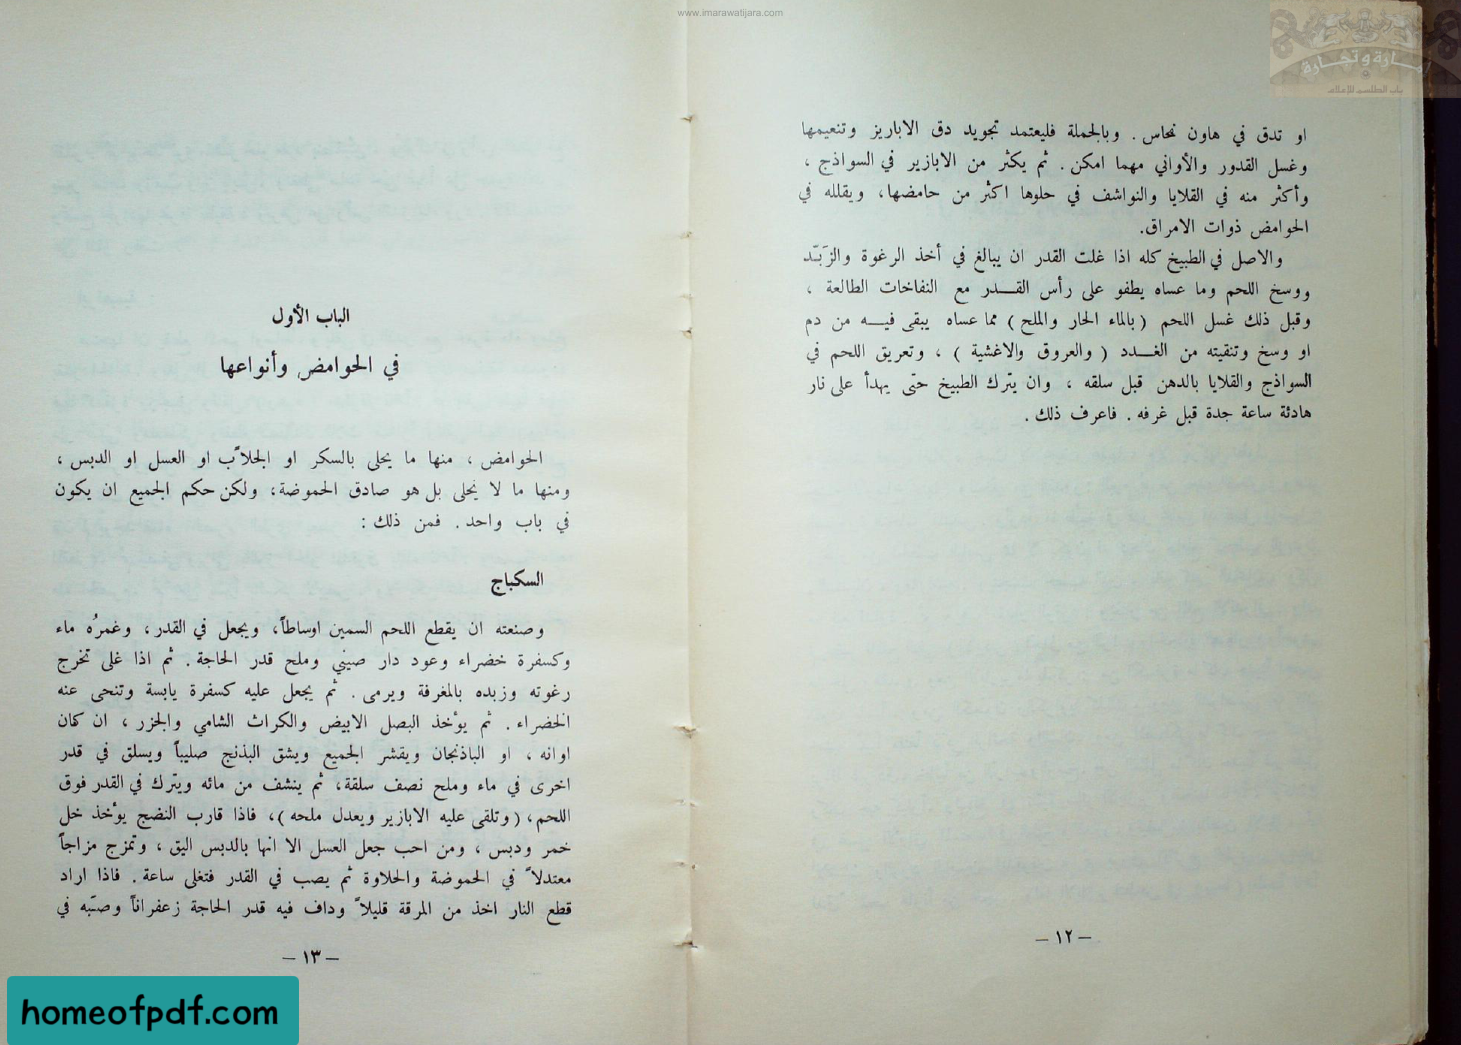 www.imarawatijara.com
إمارة وتجارة
او تدق في هاون نحاس . وبالجملة فليعتمد تجويد دق الاباريز وتنعيمها
وغسل القدور والأواني مهما امكن . ثم يكثر من الابازير في السواذج ،
وأكثر منه في القلايا والنواشف في حلوها اكثر من حامضها، ويقلله في
الحوامض ذوات الامراق.
والاصل في الطبيخ كله اذا غلت القدر ان يبالغ في أخذ الرغوة والزَبَد
ووسخ اللحم وما عساه يطفو على رأس القـدر مع النفاخات الطالعة ،
وقبل ذلك غسل اللحم ( بالماء الحار والملح ) مما عساه يبقى فيـه من دم
او وسخ وتنقيته من الغـدد ( والعروق والاغشية ) ، وتعريق اللحم في
السواذج والقلايا بالدهن قبل سلقه ، وان يترك الطبيخ حتى يهدأ على نار
هادئة ساعة جدة قبل غرفه . فاعرف ذلك .
– ١٢ –
الباب الأول
في الحوامض وأنواعها
الحوامض ، منها ما يحلى بالسكر او الجلاّب او العسل او الدبس ،
ومنها ما لا يحلى بل هو صادق الحموضة، ولكن حكم الجميع ان يكون
في باب واحد . فمن ذلك :
السكباج
وصنعته ان يقطع اللحم السمين اوساطاً، ويجعل في القدر، وغمرُه ماء
وكسفرة خضراء وعود دار صيني وملح قدر الحاجة . ثم اذا غلى تخرج
رغوته وزبده بالمغرفة ويرمى . ثم يجعل عليه كسفرة يابسة وتنحى عنه
الخضراء . ثم يؤخذ البصل الابيض والكراث الشامي والجزر ، ان كان
اوانه ، او الباذنجان ويقشر الجميع ويشق البذنج صليباً ويسلق في قدر
اخرى في ماء وملح نصف سلقة، ثم ينشف من مائه ويترك في القدر فوق
اللحم، ( وتلقى عليه الابازير ويعدل ملحه )، فاذا قارب النضج يؤخذ خل
خمر ودبس ، ومن احب جعل العسل الا انها بالدبس اليق ، وتمزج مزاجاً
معتدلاً في الحموضة والحلاوة ثم يصب في القدر فتغلى ساعة . فاذا اراد
قطع النار اخذ من المرقة قليلاً وداف فيه قدر الحاجة زعفراناً وصبّه في
– ١٣ –
homeofpdf.com